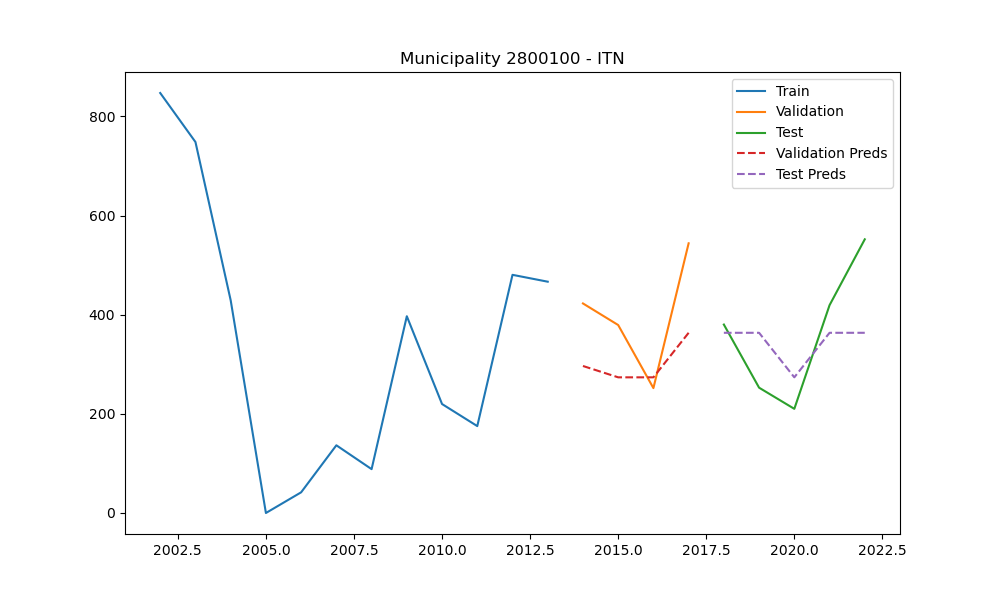 Municipality 2800100 - ITN
Train
Validation
Test
Validation Preds
Test Preds
800
600
400
200
0
2002.5 2005.0 2007.5 2010.0 2012.5 2015.0 2017.5 2020.0 2022.5